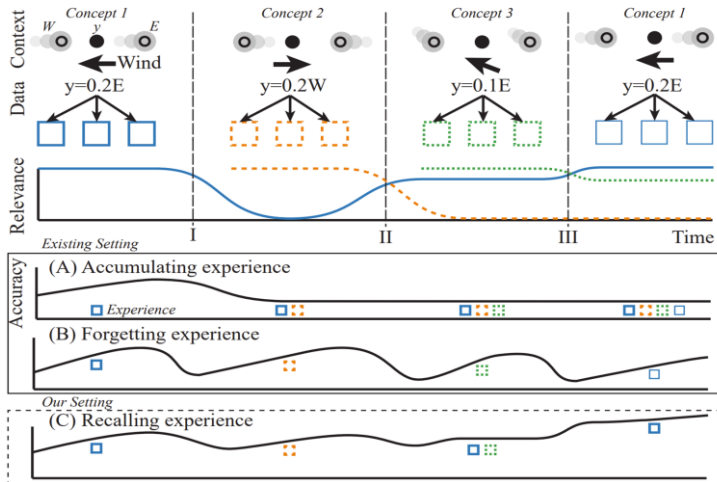 Concept 1 Concept 2 Concept 3 Concept 1
Context
W y E
Wind
Data
y=0.2E y=0.2W y=0.1E y=0.2E
Relevance
I II III Time
Existing Setting
Accuracy
(A) Accumulating experience
Experience
(B) Forgetting experience
Our Setting
(C) Recalling experience